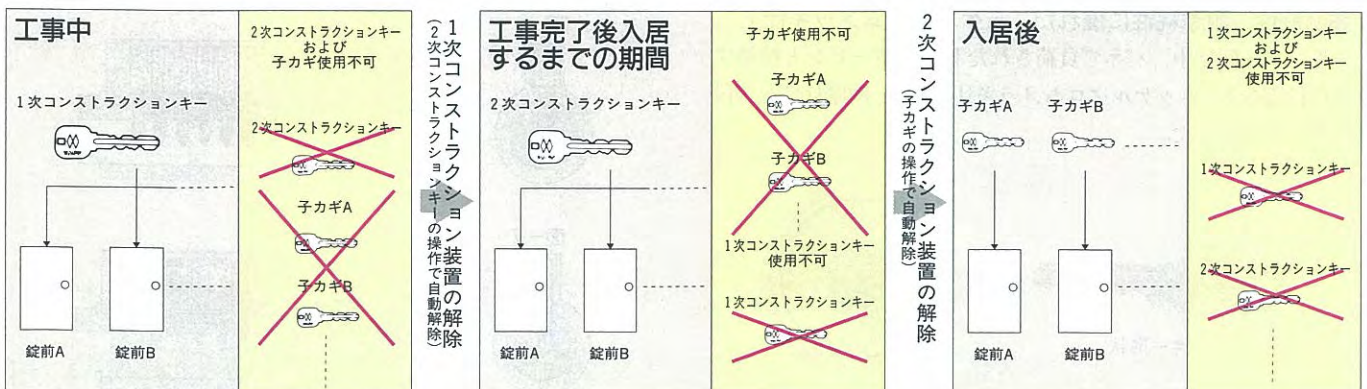 工事中
1次コンストラクションキー
錠前A
錠前B
2次コンストラクションキー
および
子カギ使用不可
2次コンストラクションキー
子カギA
子カギB
1次コンストラクション装置の解除
(2次コンストラクションキーの操作で自動解除)
工事完了後入居
するまでの期間
2次コンストラクションキー
錠前A
錠前B
子カギ使用不可
子カギA
子カギB
1次コンストラクションキー
使用不可
1次コンストラクションキー
2次コンストラクション装置の解除
(子カギの操作で自動解除)
入居後
子カギA
子カギB
錠前A
錠前B
1次コンストラクションキー
および
2次コンストラクションキー
使用不可
1次コンストラクションキー
2次コンストラクションキー